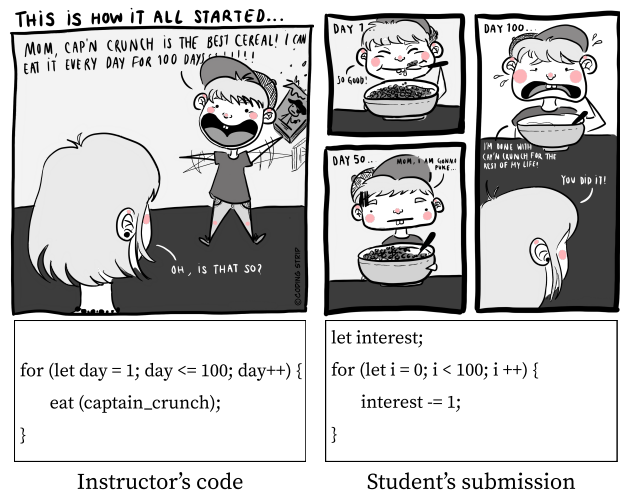 THIS IS HOW IT ALL STARTED...
MOM, CAP'N CRUNCH IS THE BEST CEREAL! I CAN
EAT IT EVERY DAY FOR 100 DAYS!!!!!!!
OH, IS THAT SO?
©CODING STRIP
DAY 1
SO GOOD!
DAY 50..
MOM, I AM GONNA
PUKE...
DAY 100...
I'M DONE WITH
CAP'N CRUNCH FOR THE
REST OF MY LIFE!
YOU DID IT!
for (let day = 1; day <= 100; day++) {
eat (captain_crunch);
}
Instructor's code
let interest;
for (let i = 0; i < 100; i ++) {
interest -= 1;
}
Student's submission